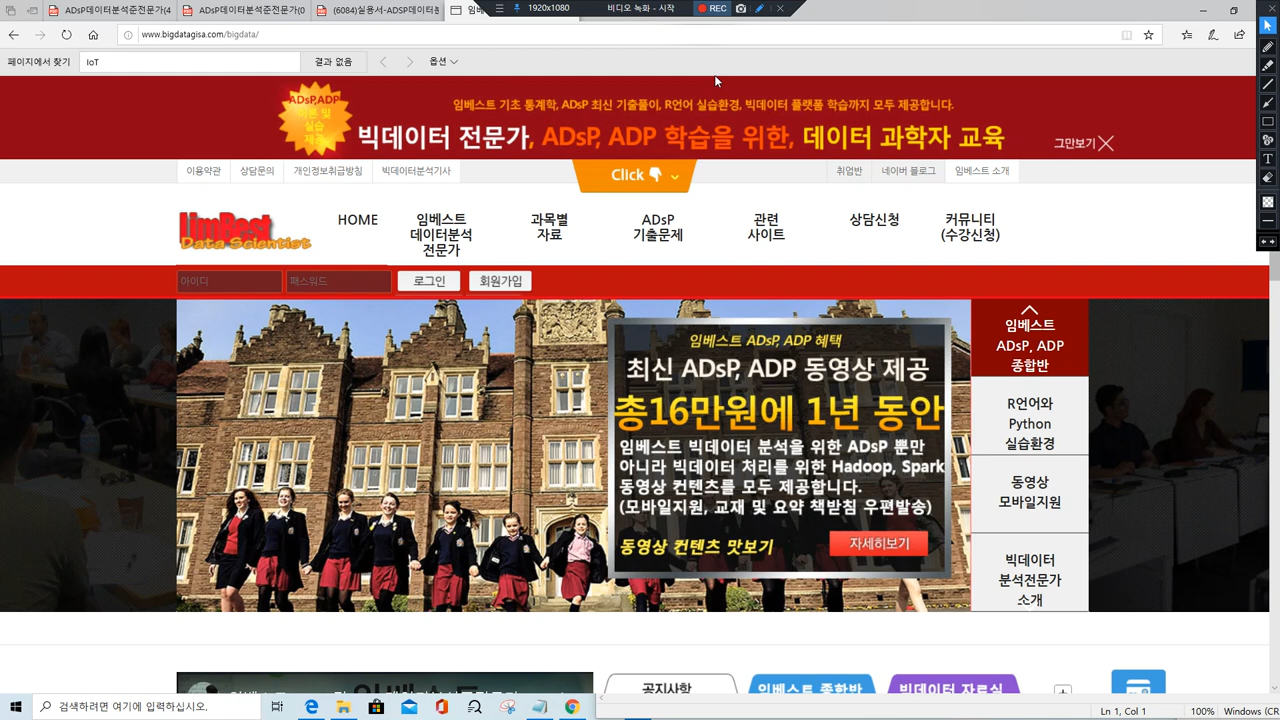 ADsP데이터분석준전문가(4
ADsP데이터분석준전문가(0
(6084)실용서-ADSP데이터
1920x1080
비디오 녹화 - 시작
REC
www.bigdatagisa.com/bigdata/
페이지에서 찾기
IoT
결과 없음
옵션
ADsP,ADP
이론 및
실습
제공
임베스트 기초 통계학, ADsP 최신 기출풀이, R언어 실습환경, 빅데이터 플랫폼 학습까지 모두 제공합니다.
빅데이터 전문가, ADsP, ADP 학습을 위한, 데이터 과학자 교육
그만보기
이용약관
상담문의
개인정보취급방침
빅데이터분석기사
Click
취업반
네이버 블로그
임베스트 소개
LimBest
Data Scientist
HOME
임베스트
데이터분석
전문가
과목별
자료
ADsP
기출문제
관련
사이트
상담신청
커뮤니티
(수강신청)
아이디
패스워드
로그인
회원가입
임베스트 ADsP, ADP 혜택
최신 ADsP, ADP 동영상 제공
총16만원에 1년 동안
임베스트 빅데이터 분석을 위한 ADsP 뿐만
아니라 빅데이터 처리를 위한 Hadoop, Spark
동영상 컨텐츠를 모두 제공합니다.
(모바일지원, 교재 및 요약 책받침 우편발송)
동영상 컨텐츠 맛보기
자세히보기
임베스트
ADsP, ADP
종합반
R언어와
Python
실습환경
동영상
모바일지원
빅데이터
분석전문가
소개
공지사항
임베스트 종합반
빅데이터 자료실
검색하려면 여기에 입력하십시오.
Ln 1, Col 1
100%
Windows (CR